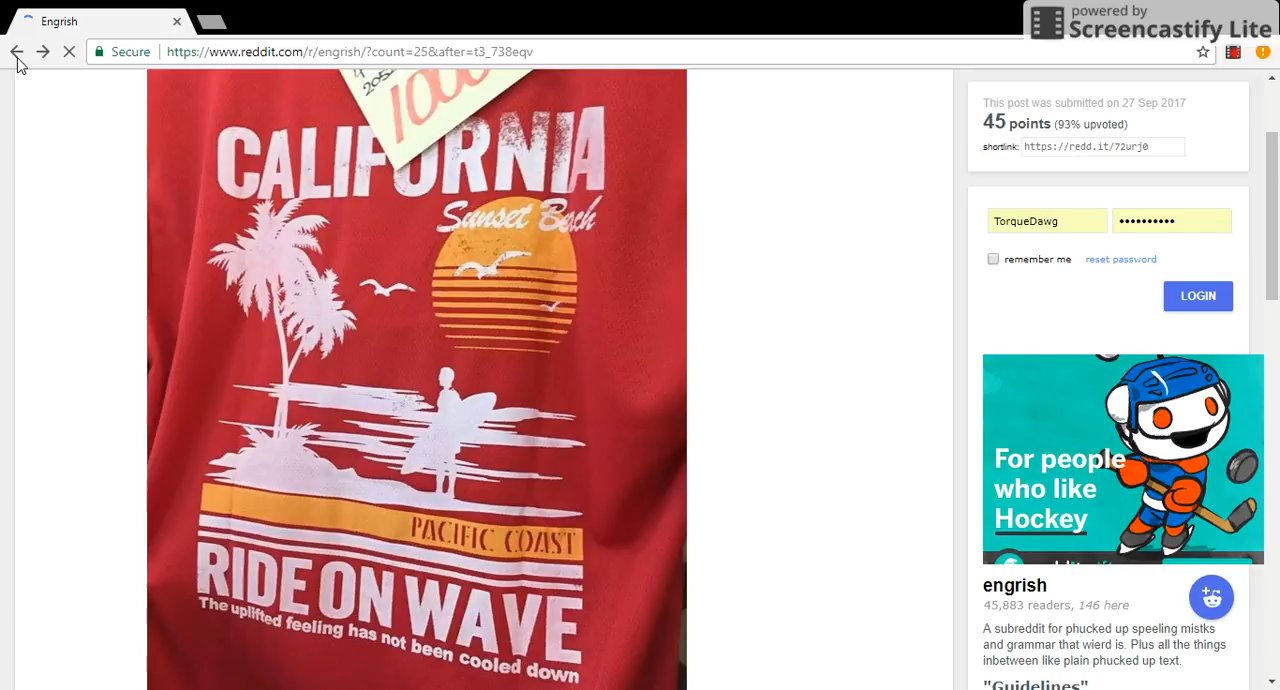 Engrish
powered by
Screencastify Lite
Secure
https://www.reddit.com/r/engrish/?count=25&after=t3_738eqv
2052
1000
CALIFORNIA
Sunset Beach
PACIFIC COAST
RIDE ON WAVE
The uplifted feeling has not been cooled down
This post was submitted on 27 Sep 2017
45 points (93% upvoted)
shortlink: https://redd.it/72urj0
TorqueDawg
remember me reset password
LOGIN
For people
who like
Hockey
engrish
45,883 readers, 146 here
A subreddit for phucked up speeling mistks
and grammar that wierd is. Plus all the things
inbetween like plain phucked up text.
"Guidelines"